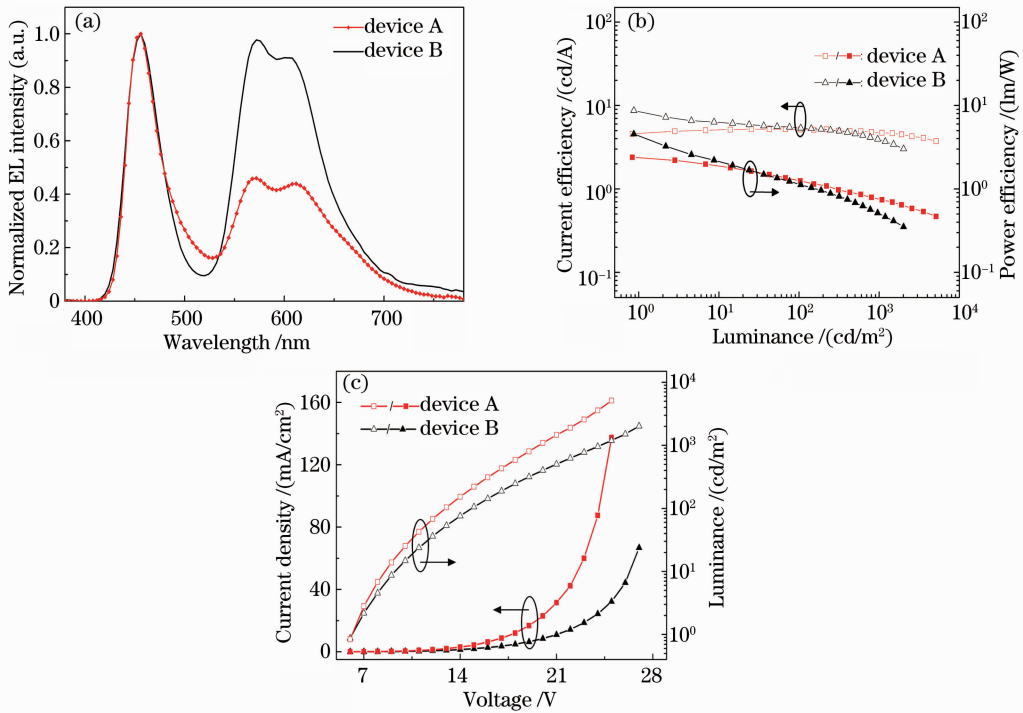 (a)
device A
device B
Normalized EL intensity (a.u.)
1.0
0.8
0.6
0.4
0.2
0
400
500
600
700
Wavelength /nm
(b)
device A
device B
Current efficiency /(cd/A)
10²
10¹
10⁰
10⁻¹
Power efficiency /(lm/W)
10²
10¹
10⁰
10⁻¹
10⁰
10¹
10²
10³
10⁴
Luminance /(cd/m²)
(c)
device A
device B
Current density /(mA/cm²)
160
120
80
40
0
Luminance /(cd/m²)
10⁴
10³
10²
10¹
10⁰
7
14
21
28
Voltage /V